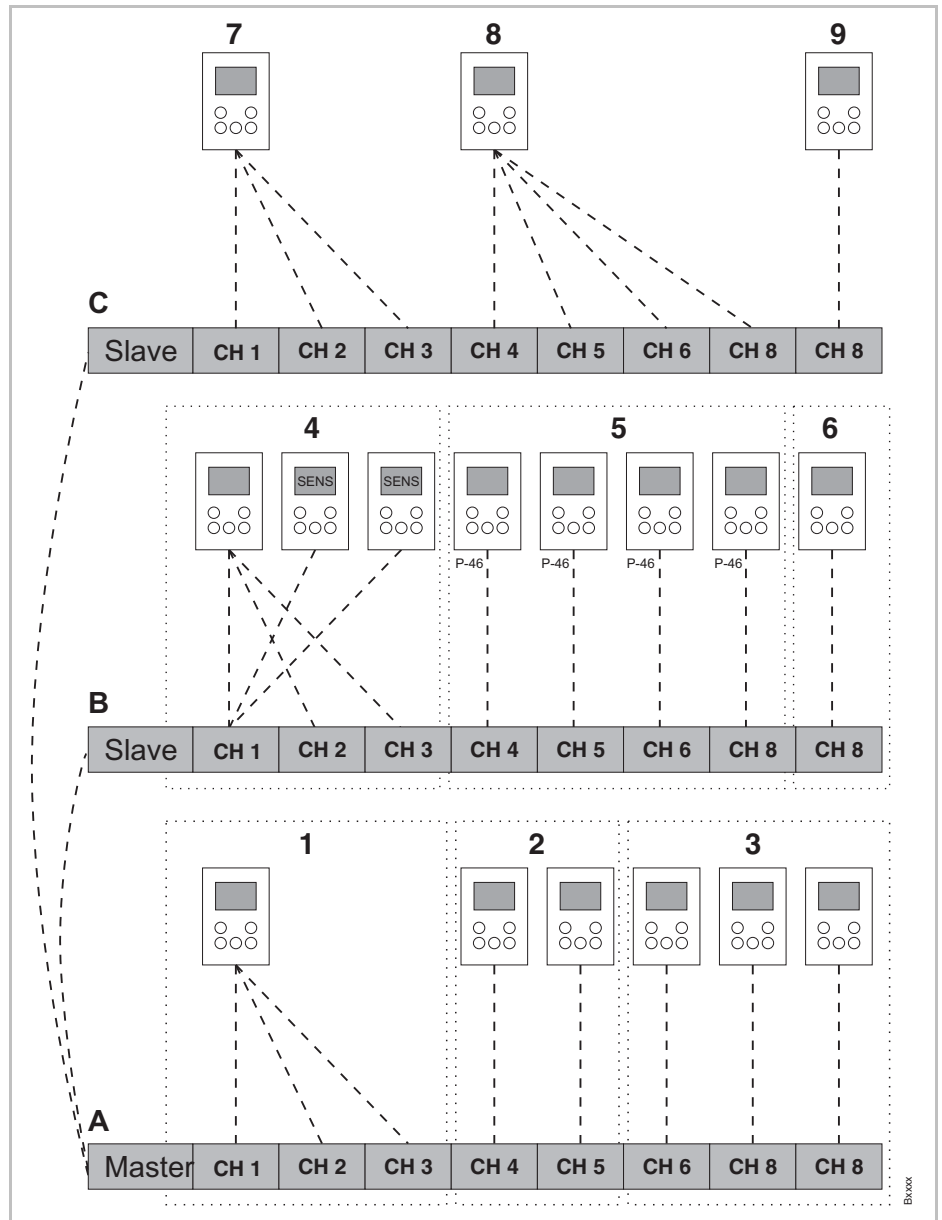 7 8 9
C
Slave CH 1 CH 2 CH 3 CH 4 CH 5 CH 6 CH 8 CH 8
4 5 6
SENS SENS
P-46 P-46 P-46 P-46
B
Slave CH 1 CH 2 CH 3 CH 4 CH 5 CH 6 CH 8 CH 8
1 2 3
A
Master CH 1 CH 2 CH 3 CH 4 CH 5 CH 6 CH 8 CH 8
Bxxxx